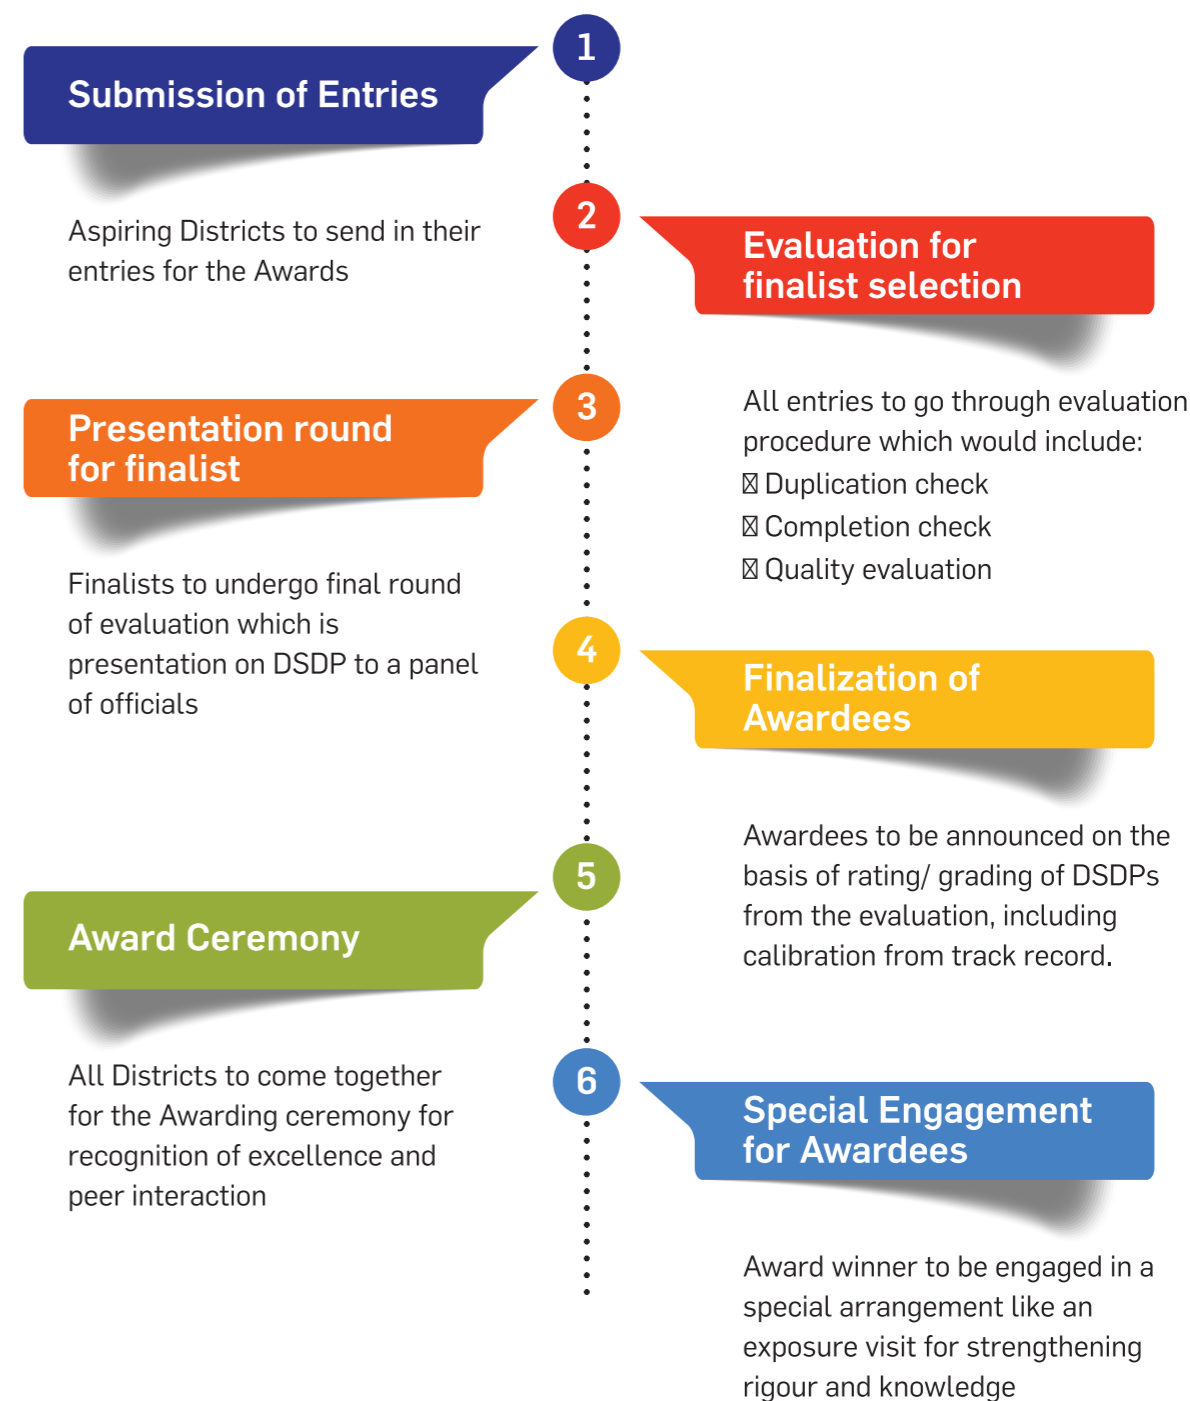 1
Submission of Entries
Aspiring Districts to send in their
entries for the Awards
2
Evaluation for
finalist selection
All entries to go through evaluation
procedure which would include:
Duplication check
Completion check
Quality evaluation
3
Presentation round
for finalist
Finalists to undergo final round
of evaluation which is
presentation on DSDP to a panel
of officials
4
Finalization of
Awardees
Awardees to be announced on the
basis of rating/ grading of DSDPs
from the evaluation, including
calibration from track record.
5
Award Ceremony
All Districts to come together
for the Awarding ceremony for
recognition of excellence and
peer interaction
6
Special Engagement
for Awardees
Award winner to be engaged in a
special arrangement like an
exposure visit for strengthening
rigour and knowledge